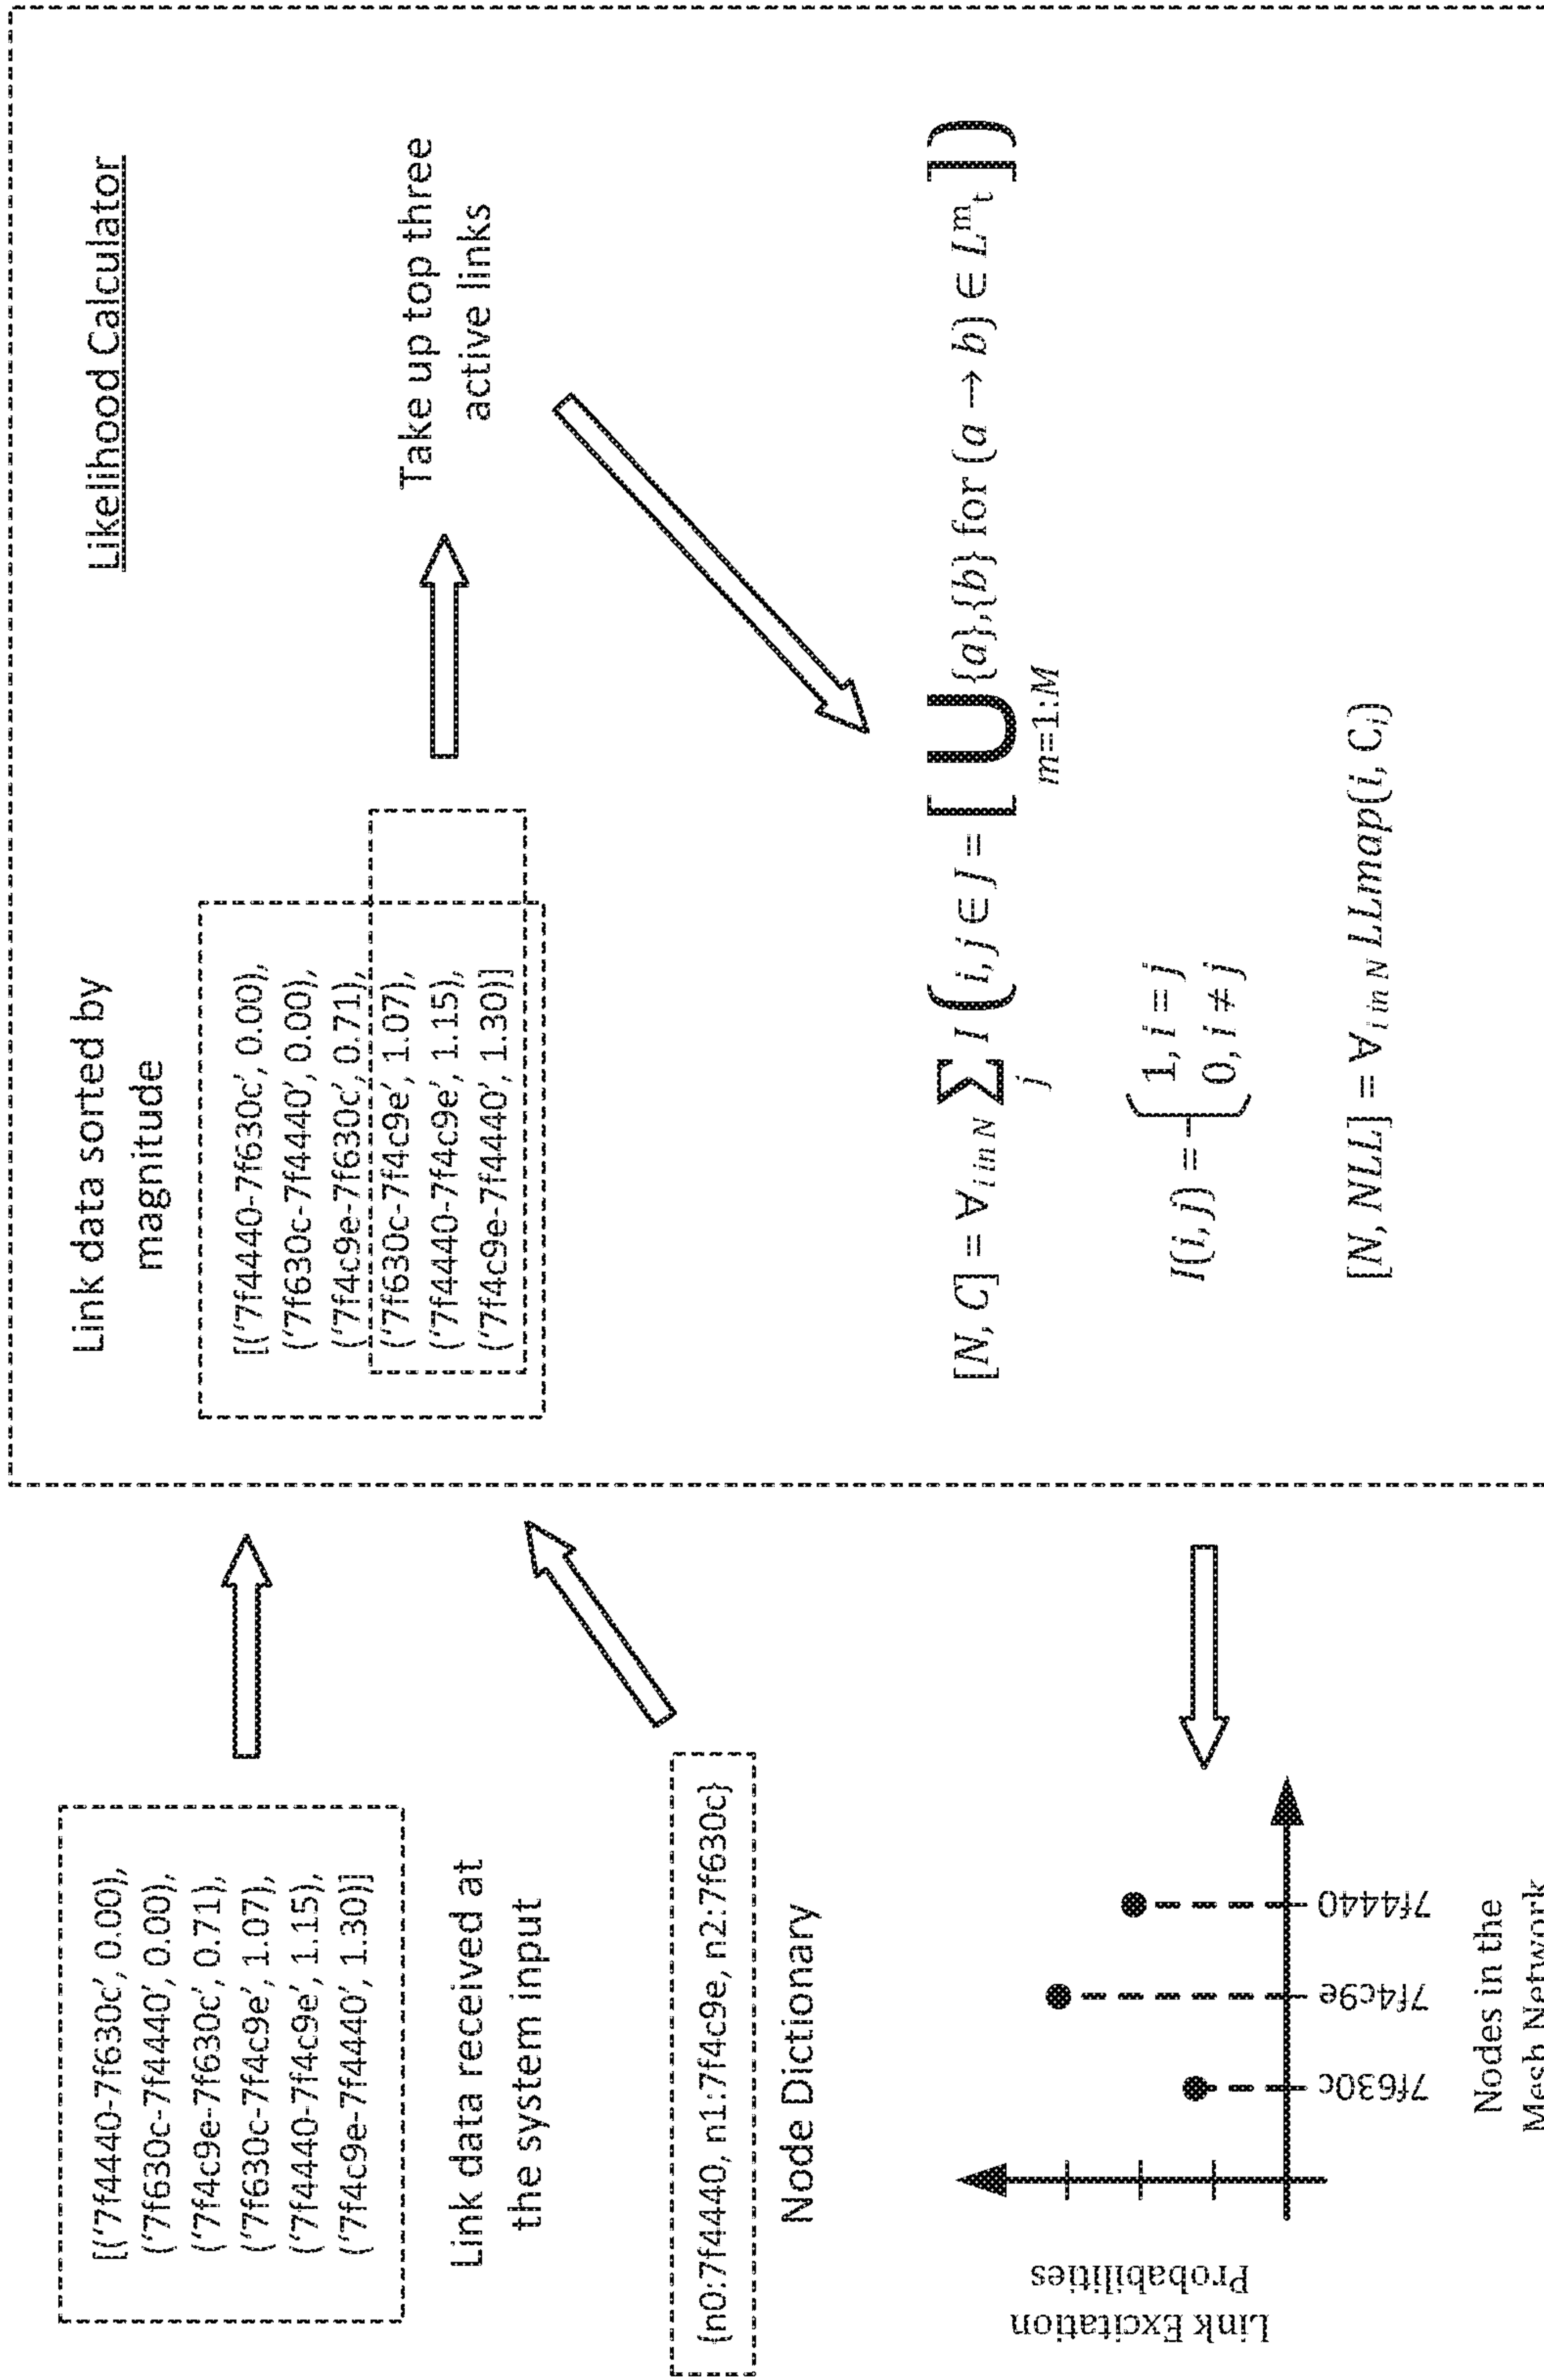 [('7f4440-7f630c', 0.00),
('7f630c-7f4440', 0.00),
('7f4c9e-7f630c', 0.71),
('7f630c-7f4c9e', 1.07),
('7f4440-7f4c9e', 1.15),
('7f4c9e-7f4440', 1.30)]
Link data received at
the system input
{n0:7f4440, n1:7f4c9e, n2:7f630c}
Node Dictionary
Link Excitation
Probabilities
7f630c
7f4c9e
7f4440
Nodes in the
Mesh Network
Likelihood Calculator
Link data sorted by
magnitude
[('7f4440-7f630c', 0.00),
('7f630c-7f4440', 0.00),
('7f4c9e-7f630c', 0.71),
('7f630c-7f4c9e', 1.07),
('7f4440-7f4c9e', 1.15),
('7f4c9e-7f4440', 1.30)]
Take up top three
active links
[N, C] = ∀ i in N ∑ j I ( i, j ∈ J = [ ⋃ m=1:M {a},{b} for (a → b) ∈ L^m_t ] )
I(i, j) = { 1, i = j
0, i ≠ j
[N, NLL] = ∀ i in N LLmap(i, C_i)